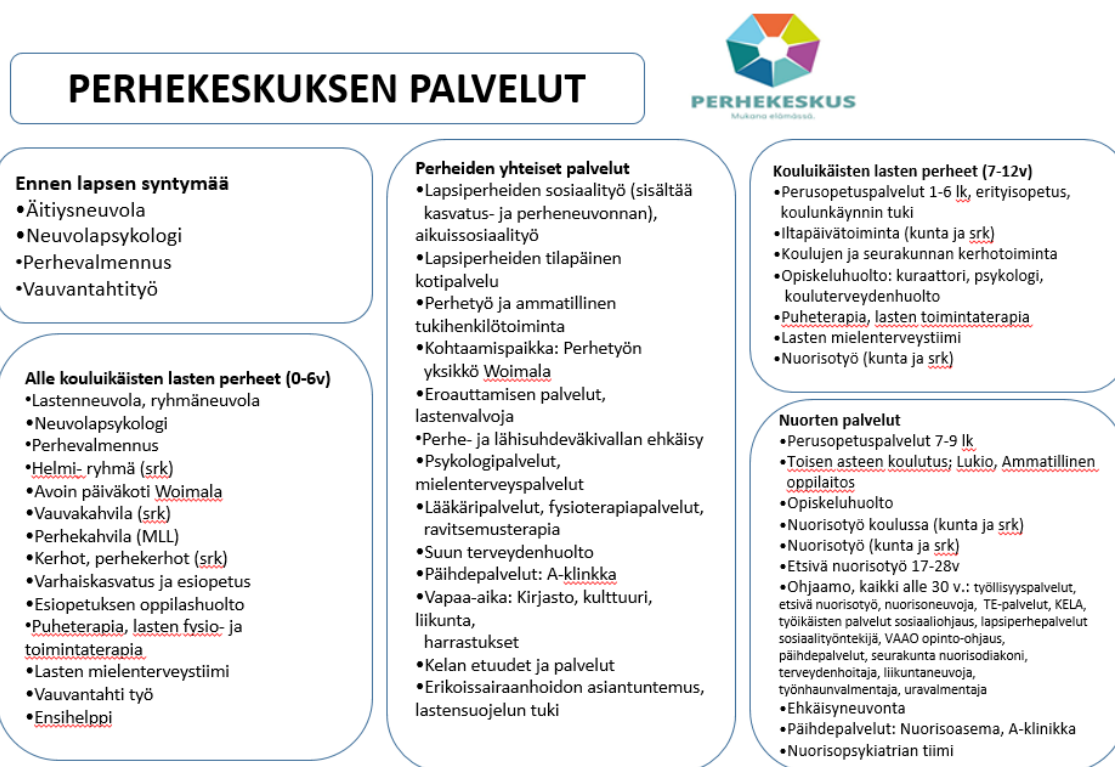 PERHEKESKUKSEN PALVELUT
PERHEKESKUS
Mukana elämässä.
Ennen lapsen syntymää
•Äitiysneuvola
•Neuvolapsykologi
•Perhevalmennus
•Vauvantahtityö
Alle kouluikäisten lasten perheet (0-6v)
•Lastenneuvola, ryhmäneuvola
•Neuvolapsykologi
•Perhevalmennus
•Helmi- ryhmä (srk)
•Avoin päiväkoti Woimala
•Vauvakahvila (srk)
•Perhekahvila (MLL)
•Kerhot, perhekerhot (srk)
•Varhaiskasvatus ja esiopetus
•Esiopetuksen oppilashuolto
•Puheterapia, lasten fysio- ja
toimintaterapia
•Lasten mielenterveystiimi
•Vauvantahti työ
•Ensihelppi
Perheiden yhteiset palvelut
•Lapsiperheiden sosiaalityö (sisältää
kasvatus- ja perheneuvonnan),
aikuissosiaalityö
•Lapsiperheiden tilapäinen
kotipalvelu
•Perhetyö ja ammatillinen
tukihenkilötoiminta
•Kohtaamispaikka: Perhetyön
yksikkö Woimala
•Eroauttamisen palvelut,
lastenvalvoja
•Perhe- ja lähisuhdeväkivallan ehkäisy
•Psykologipalvelut,
mielenterveyspalvelut
•Lääkäripalvelut, fysioterapiapalvelut,
ravitsemusterapia
•Suun terveydenhuolto
•Päihdepalvelut: A-klinkka
•Vapaa-aika: Kirjasto, kulttuuri,
liikunta,
harrastukset
•Kelan etuudet ja palvelut
•Erikoissairaanhoidon asiantuntemus,
lastensuojelun tuki
Kouluikäisten lasten perheet (7-12v)
•Perusopetuspalvelut 1-6 lk, erityisopetus,
koulunkäynnin tuki
•Iltapäivätoiminta (kunta ja srk)
•Koulujen ja seurakunnan kerhotoiminta
•Opiskeluhuolto: kuraattori, psykologi,
kouluterveydenhuolto
•Puheterapia, lasten toimintaterapia
•Lasten mielenterveystiimi
•Nuorisotyö (kunta ja srk)
Nuorten palvelut
•Perusopetuspalvelut 7-9 lk
•Toisen asteen koulutus; Lukio, Ammatillinen
oppilaitos
•Opiskeluhuolto
•Nuorisotyö koulussa (kunta ja srk)
•Nuorisotyö (kunta ja srk)
•Etsivä nuorisotyö 17-28v
•Ohjaamo, kaikki alle 30 v.: työllisyyspalvelut,
etsivä nuorisotyö, nuorisoneuvoja, TE-palvelut, KELA,
työikäisten palvelut sosiaaliohjaus, lapsiperhepalvelut
sosiaalityöntekijä, VAAO opinto-ohjaus,
päihdepalvelut, seurakunta nuorisodiakoni,
terveydenhoitaja, liikuntaneuvoja,
työnhaunvalmentaja, uravalmentaja
•Ehkäisyneuvonta
•Päihdepalvelut: Nuorisoasema, A-klinikka
•Nuorisopsykiatrian tiimi